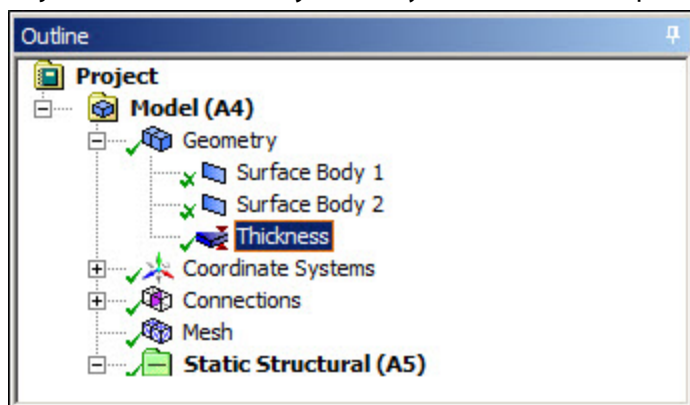 Outline
Project
Model (A4)
Geometry
Surface Body 1
Surface Body 2
Thickness
Coordinate Systems
Connections
Mesh
Static Structural (A5)